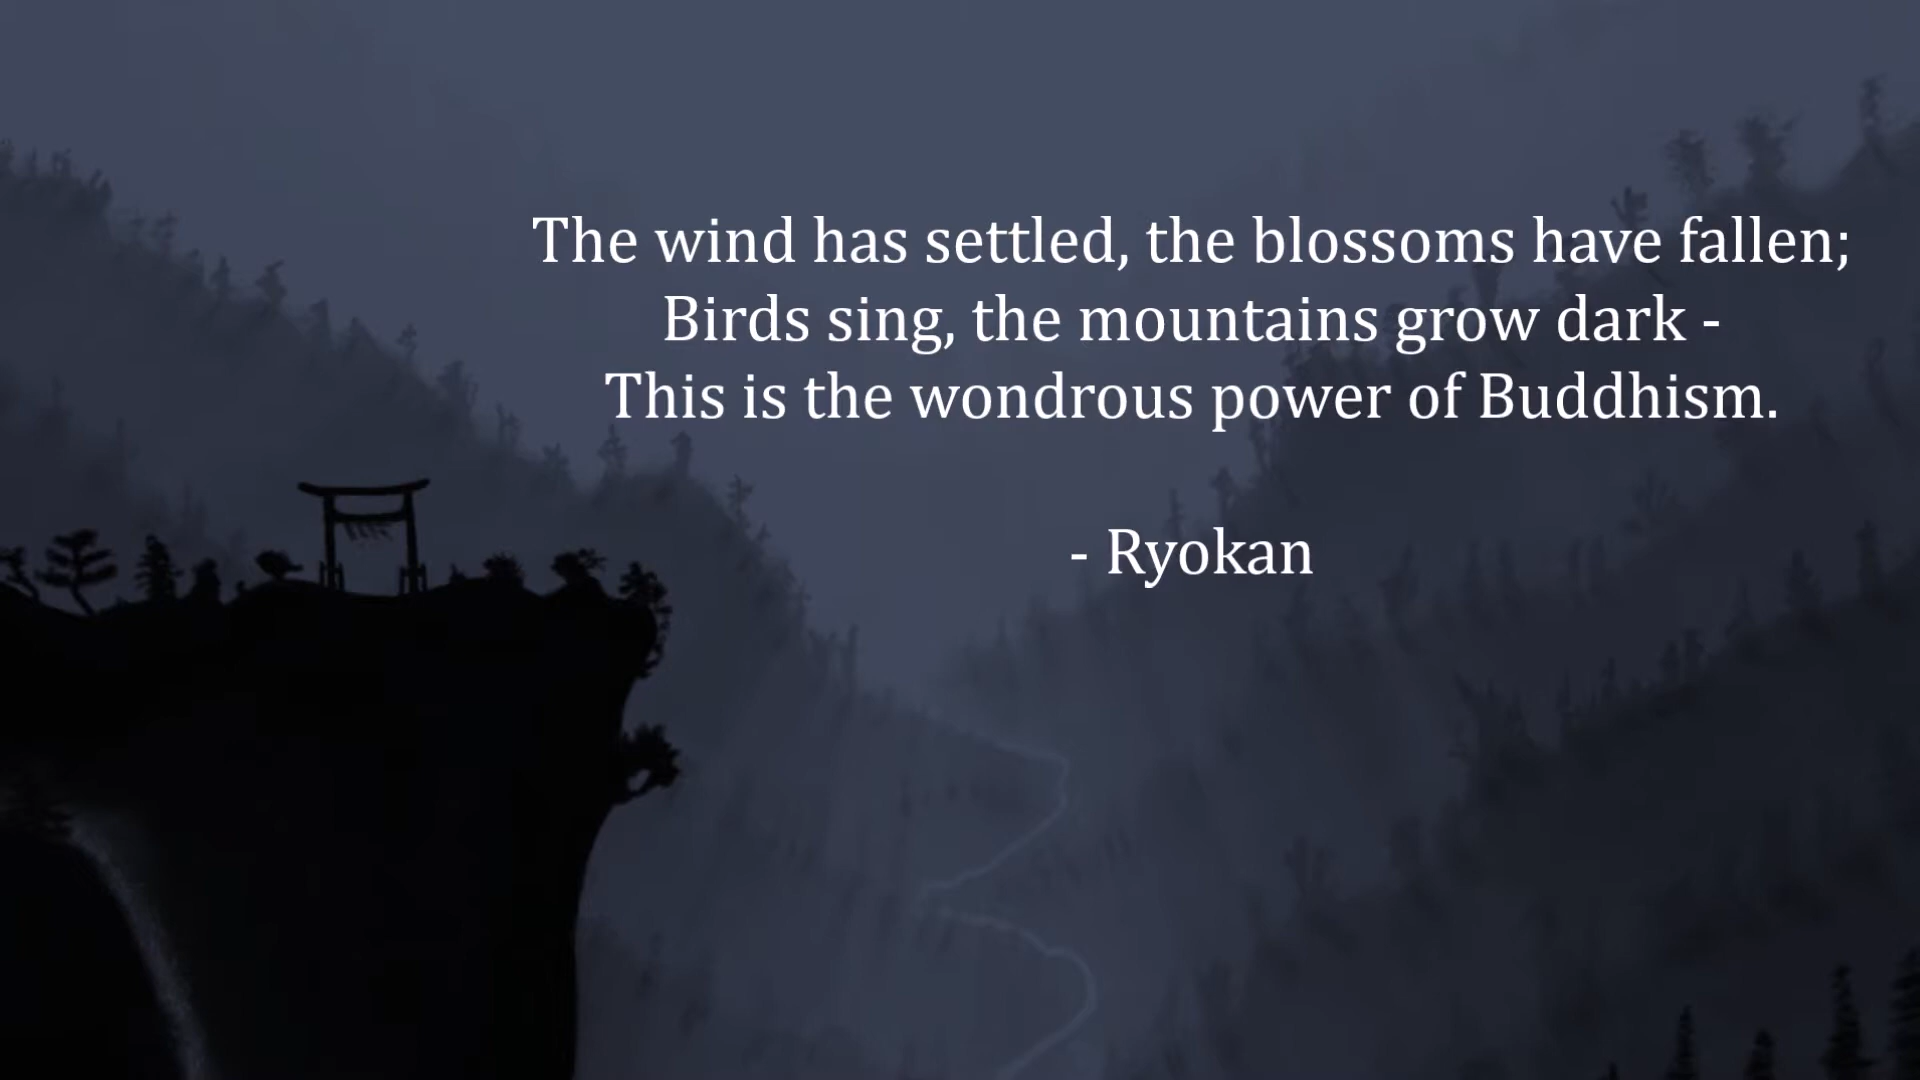 The wind has settled, the blossoms have fallen;
Birds sing, the mountains grow dark -
This is the wondrous power of Buddhism.
- Ryokan